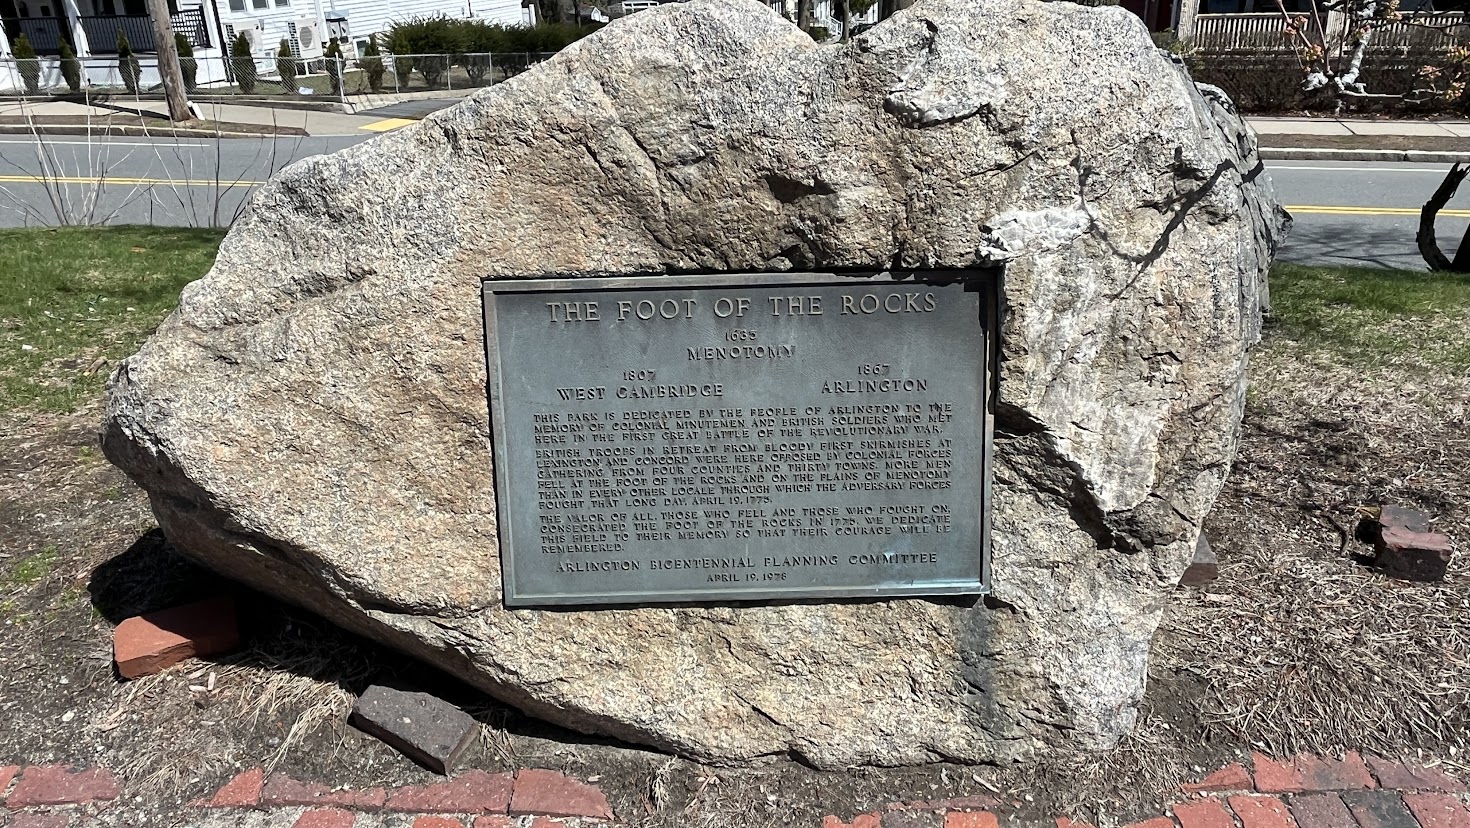 THE FOOT OF THE ROCKS
1635
MENOTOMY
1807 1867
WEST CAMBRIDGE ARLINGTON
THIS PARK IS DEDICATED BY THE PEOPLE OF ARLINGTON TO THE
MEMORY OF COLONIAL MINUTEMEN AND BRITISH SOLDIERS WHO MET
HERE IN THE FIRST GREAT BATTLE OF THE REVOLUTIONARY WAR.
BRITISH TROOPS IN RETREAT FROM BLOODY FIRST SKIRMISHES AT
LEXINGTON AND CONCORD WERE HERE OPPOSED BY COLONIAL FORCES
GATHERING FROM FOUR COUNTIES AND THIRTY TOWNS. MORE MEN
FELL AT THE FOOT OF THE ROCKS AND ON THE PLAINS OF MENOTOMY
THAN IN EVERY OTHER LOCALE THROUGH WHICH THE ADVERSARY FORCES
FOUGHT THAT LONG DAY, APRIL 19, 1775.
THE VALOR OF ALL, THOSE WHO FELL AND THOSE WHO FOUGHT ON,
CONSECRATED THE FOOT OF THE ROCKS IN 1775. WE DEDICATE
THIS FIELD TO THEIR MEMORY SO THAT THEIR COURAGE WILL BE
REMEMBERED.
ARLINGTON BICENTENNIAL PLANNING COMMITTEE
APRIL 19, 1976